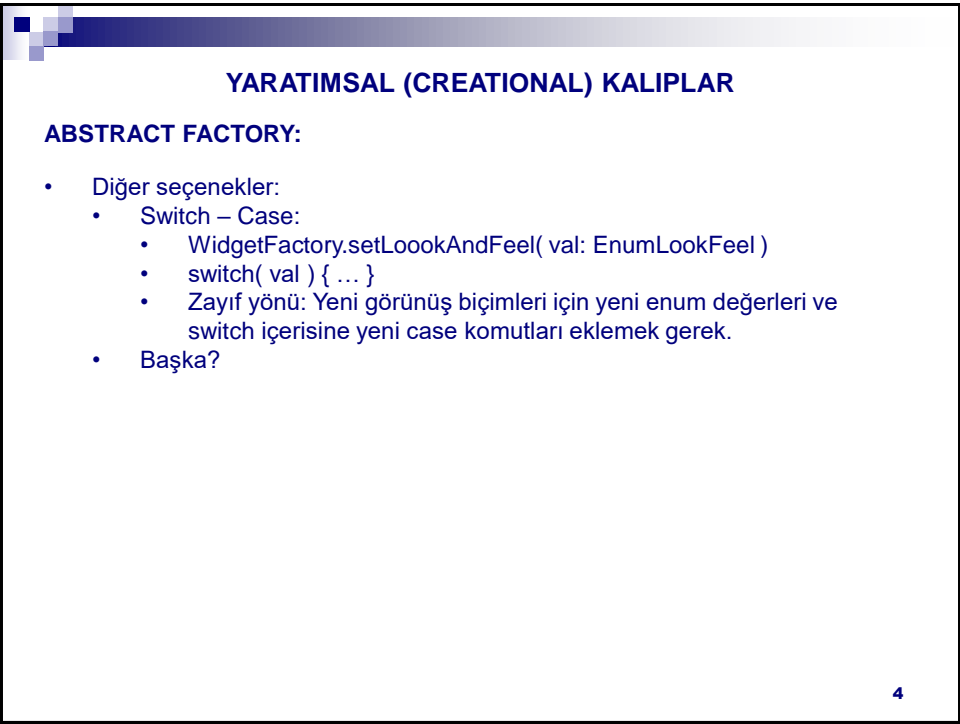 YARATIMSAL (CREATIONAL) KALIPLAR
ABSTRACT FACTORY:
• Diğer seçenekler:
• Switch – Case:
• WidgetFactory.setLoookAndFeel( val: EnumLookFeel )
• switch( val ) { … }
• Zayıf yönü: Yeni görünüş biçimleri için yeni enum değerleri ve
switch içerisine yeni case komutları eklemek gerek.
• Başka?
4